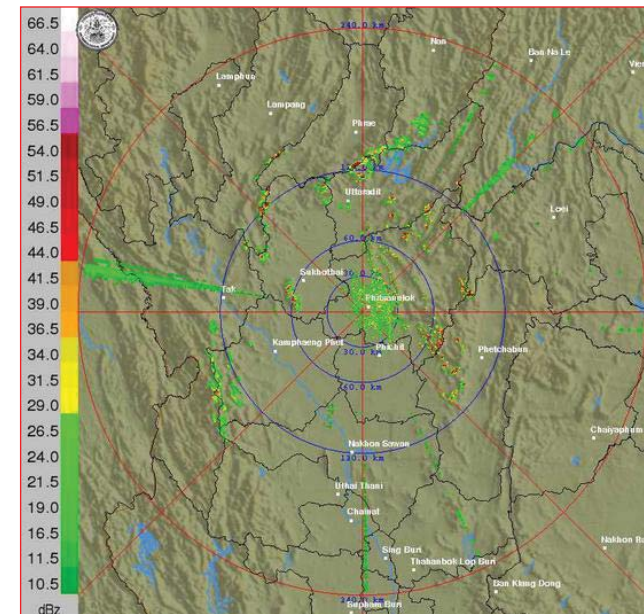 66.5
64.0
61.5
59.0
56.5
54.0
51.5
49.0
46.5
44.0
41.5
39.0
36.5
34.0
31.5
29.0
26.5
24.0
21.5
19.0
16.5
14.0
11.5
10.5
dBz
240.0 km
Nan
Ban Na Le
Lamphun
Lampang
Phrae
Uttaradit
Loei
60.0 km
Sukhothai
Tak
Phitsanulok
Kamphaeng Phet
Phichit
30.0 km
Phetchabun
60.0 km
Chaiyaphum
Nakhon Sawan
120.0 km
Uthai Thani
Chainat
Sing Buri
Ban Klang Dong
240.0 km
Suphan Buri